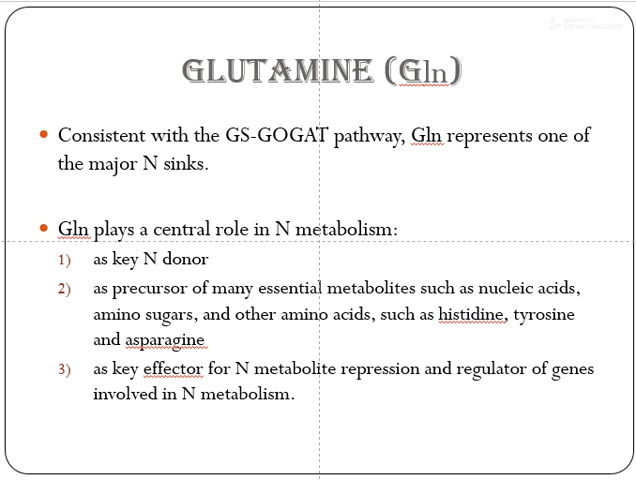 GLUTAMINE (Gln)
Consistent with the GS-GOGAT pathway, Gln represents one of
the major N sinks.
Gln plays a central role in N metabolism:
1) as key N donor
2) as precursor of many essential metabolites such as nucleic acids,
amino sugars, and other amino acids, such as histidine, tyrosine
and asparagine
3) as key effector for N metabolite repression and regulator of genes
involved in N metabolism.